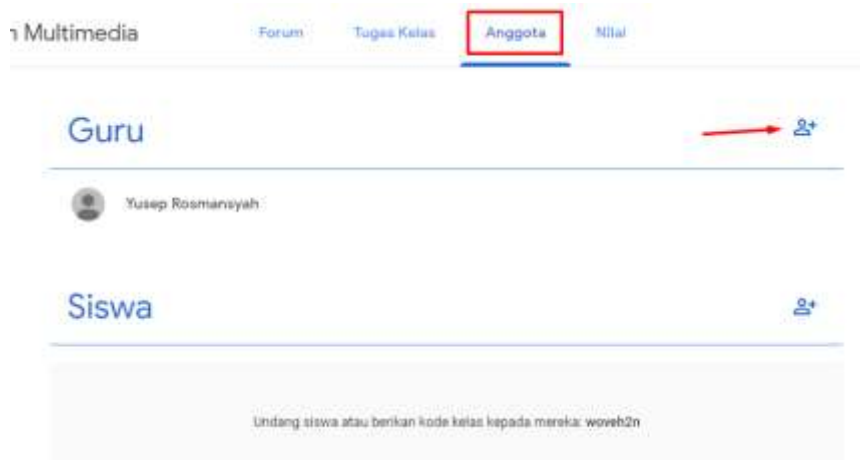 Multimedia Forum Tugas Kelas Anggota Nilai
Guru
Yusep Rosmansyah
Siswa
Undang siswa atau berikan kode kelas kepada mereka: woveh2n